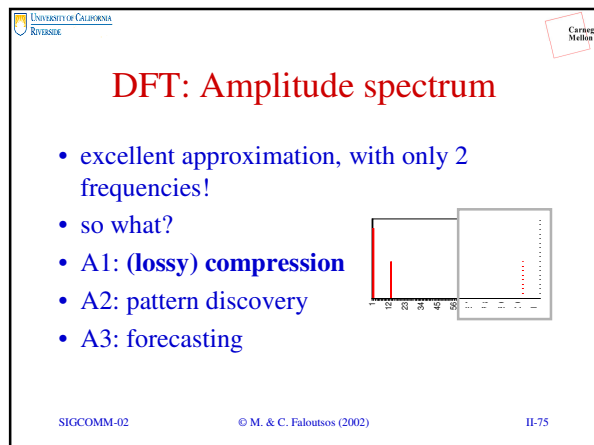 UNIVERSITY OF CALIFORNIA
RIVERSIDE
Carneg
Mellon
DFT: Amplitude spectrum
• excellent approximation, with only 2
frequencies!
• so what?
• A1: (lossy) compression
• A2: pattern discovery
• A3: forecasting
1
12
23
34
45
56
SIGCOMM-02
© M. & C. Faloutsos (2002)
II-75